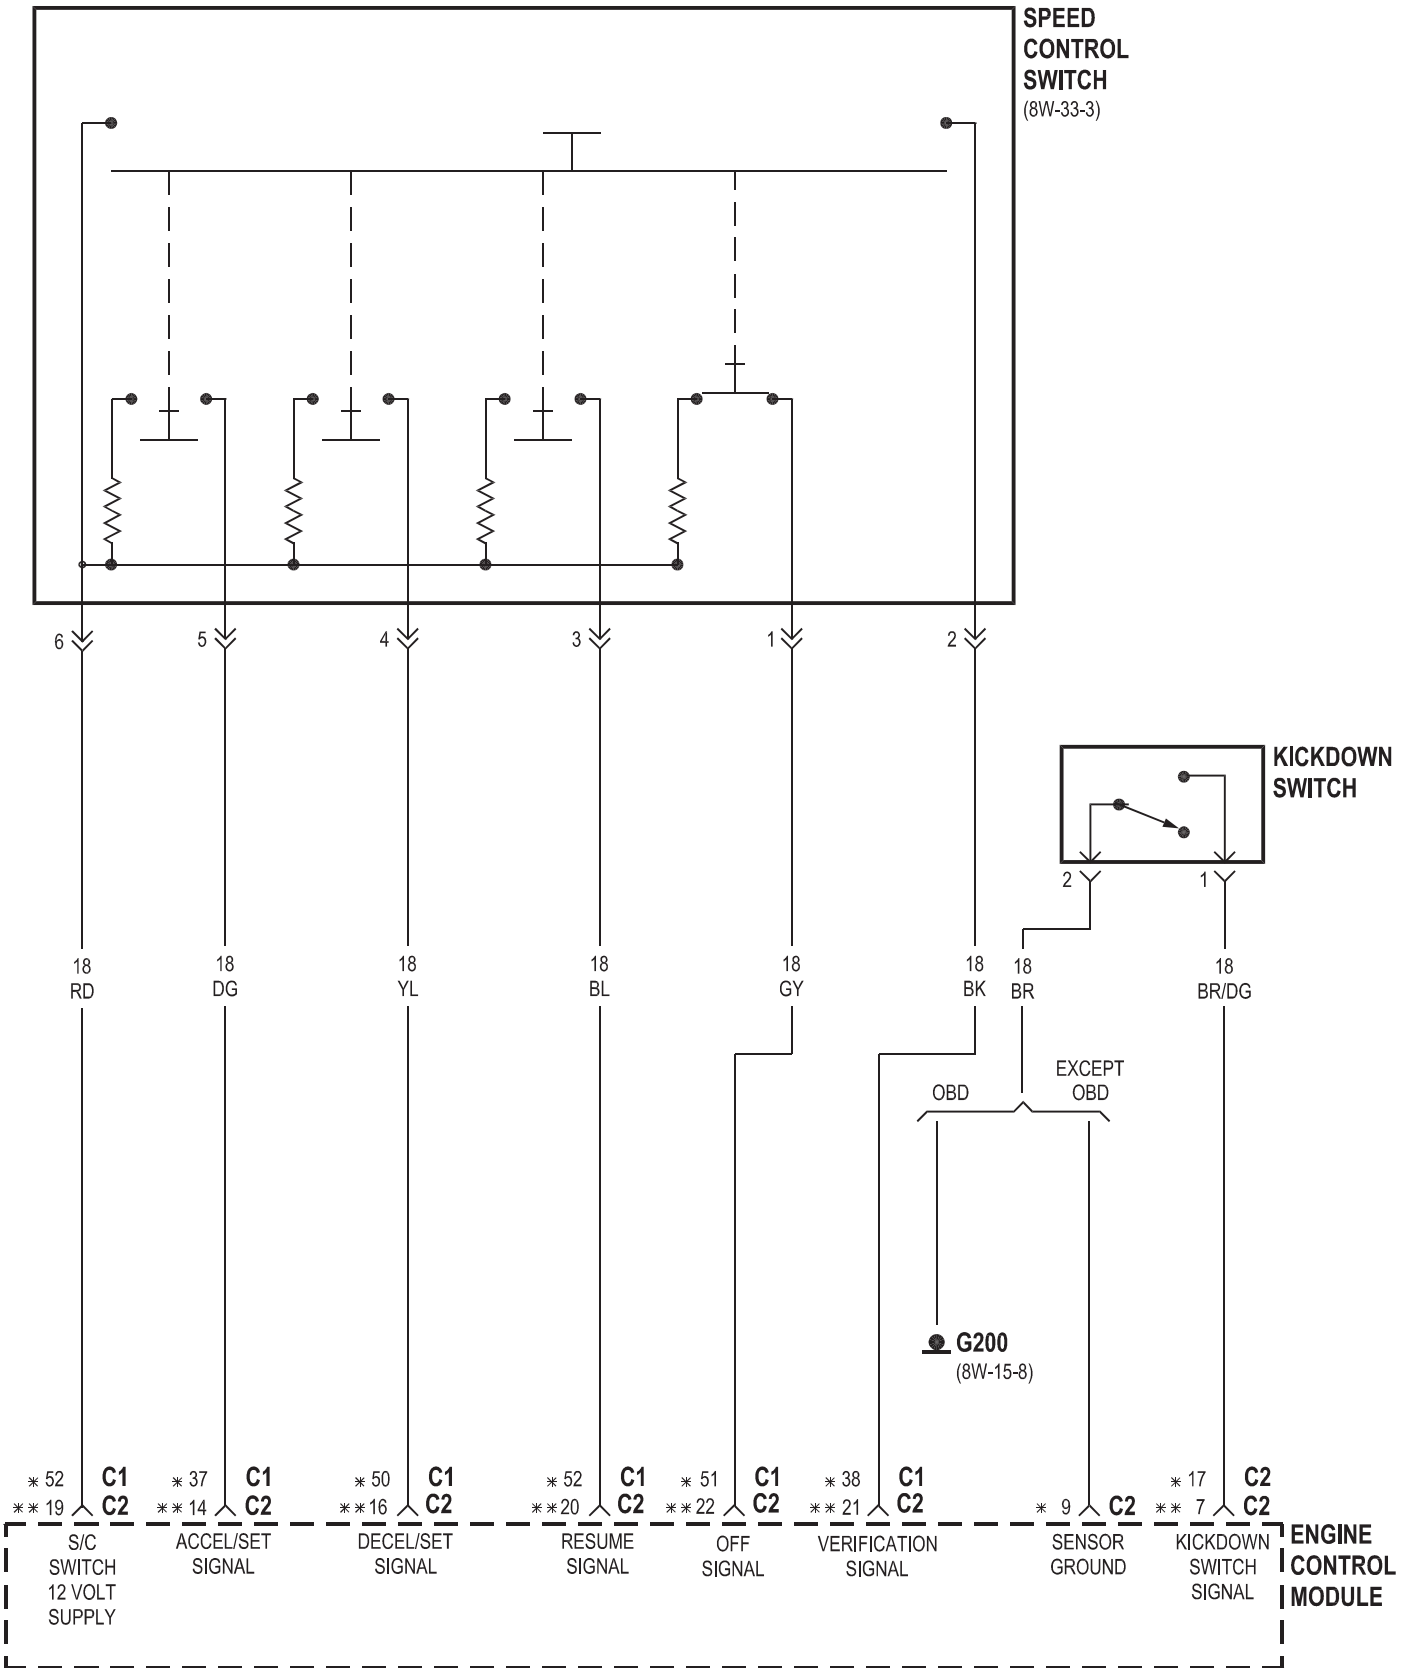 SPEED
CONTROL
SWITCH
(8W-33-3)
6
5
4
3
1
2
KICKDOWN
SWITCH
2
1
18
RD
18
DG
18
YL
18
BL
18
GY
18
BK
18
BR
18
BR/DG
OBD
EXCEPT
OBD
G200
(8W-15-8)
* 52 C1
** 19 C2
* 37 C1
** 14 C2
* 50 C1
** 16 C2
* 52 C1
** 20 C2
* 51 C1
** 22 C2
* 38 C1
** 21 C2
* 9 C2
* 17 C2
** 7 C2
S/C
SWITCH
12 VOLT
SUPPLY
ACCEL/SET
SIGNAL
DECEL/SET
SIGNAL
RESUME
SIGNAL
OFF
SIGNAL
VERIFICATION
SIGNAL
SENSOR
GROUND
KICKDOWN
SWITCH
SIGNAL
ENGINE
CONTROL
MODULE